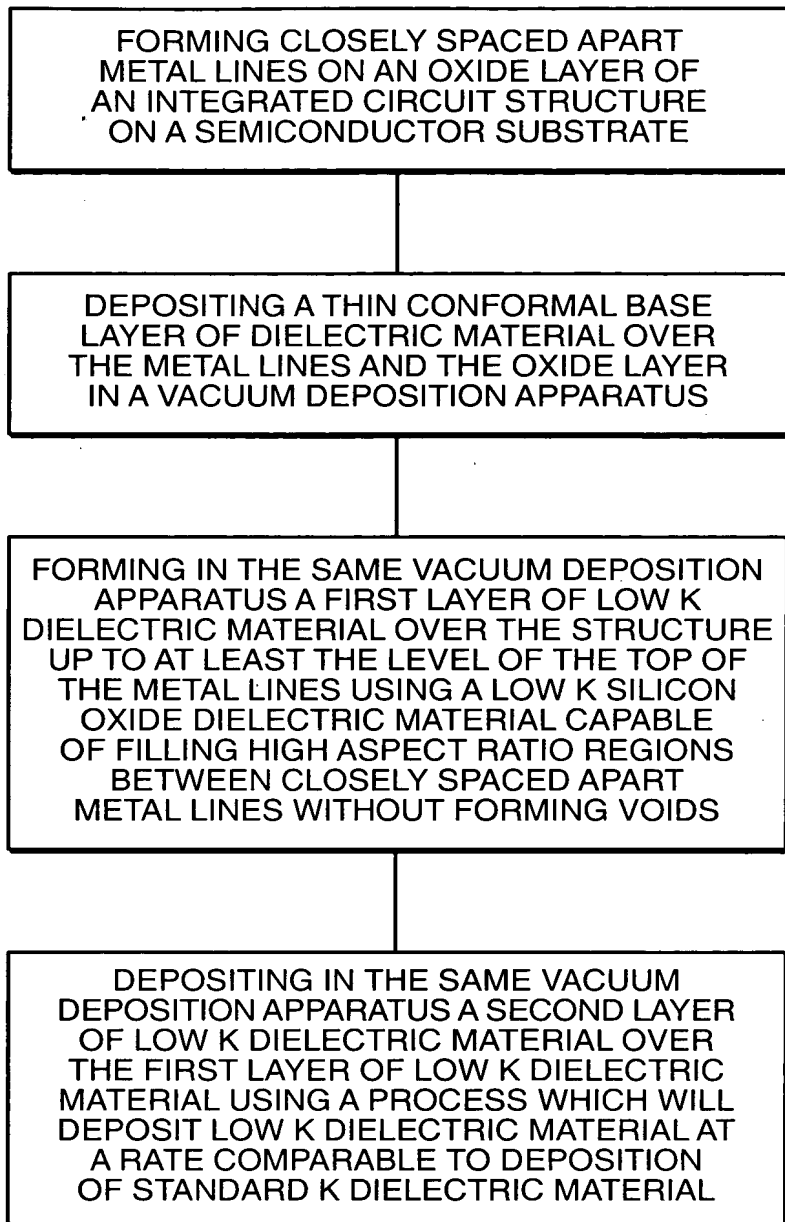 FORMING CLOSELY SPACED APART
METAL LINES ON AN OXIDE LAYER OF
AN INTEGRATED CIRCUIT STRUCTURE
ON A SEMICONDUCTOR SUBSTRATE
DEPOSITING A THIN CONFORMAL BASE
LAYER OF DIELECTRIC MATERIAL OVER
THE METAL LINES AND THE OXIDE LAYER
IN A VACUUM DEPOSITION APPARATUS
FORMING IN THE SAME VACUUM DEPOSITION
APPARATUS A FIRST LAYER OF LOW K
DIELECTRIC MATERIAL OVER THE STRUCTURE
UP TO AT LEAST THE LEVEL OF THE TOP OF
THE METAL LINES USING A LOW K SILICON
OXIDE DIELECTRIC MATERIAL CAPABLE
OF FILLING HIGH ASPECT RATIO REGIONS
BETWEEN CLOSELY SPACED APART
METAL LINES WITHOUT FORMING VOIDS
DEPOSITING IN THE SAME VACUUM
DEPOSITION APPARATUS A SECOND LAYER
OF LOW K DIELECTRIC MATERIAL OVER
THE FIRST LAYER OF LOW K DIELECTRIC
MATERIAL USING A PROCESS WHICH WILL
DEPOSIT LOW K DIELECTRIC MATERIAL AT
A RATE COMPARABLE TO DEPOSITION
OF STANDARD K DIELECTRIC MATERIAL